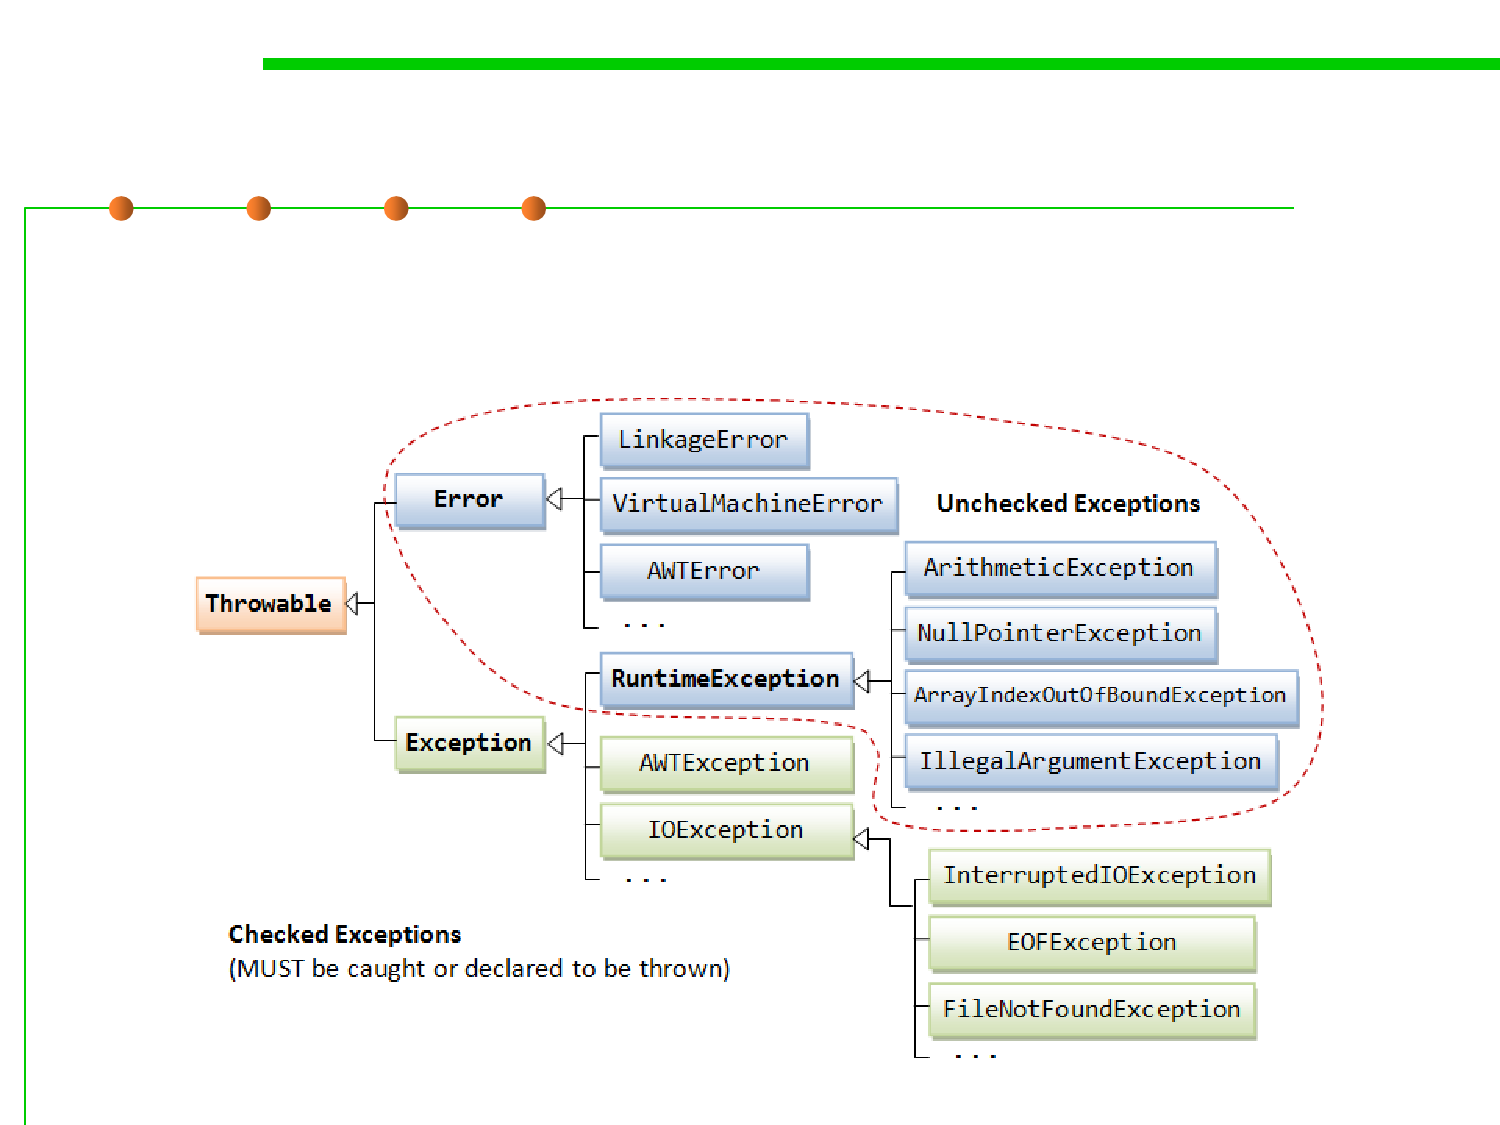 LinkageError
Error
VirtualMachineError
Unchecked Exceptions
AWTError
ArithmeticException
Throwable
...
NullPointerException
RuntimeException
ArrayIndexOutOfBoundException
Exception
AWTException
IllegalArgumentException
...
IOException
...
InterruptedIOException
Checked Exceptions
(MUST be caught or declared to be thrown)
EOFException
FileNotFoundException
...